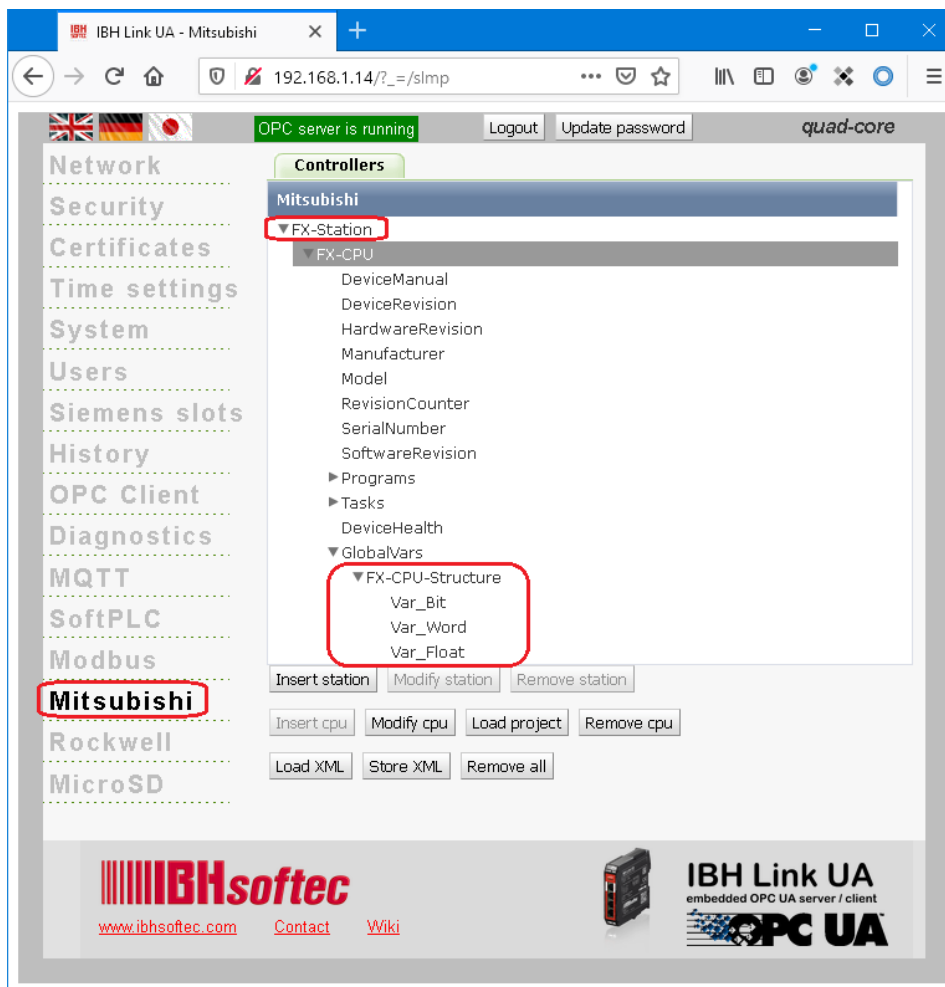 IBH Link UA - Mitsubishi
192.168.1.14/?_=/slmp
OPC server is running
Logout
Update password
quad-core
Network
Security
Certificates
Time settings
System
Users
Siemens slots
History
OPC Client
Diagnostics
MQTT
SoftPLC
Modbus
Mitsubishi
Rockwell
MicroSD
Controllers
Mitsubishi
FX-Station
FX-CPU
DeviceManual
DeviceRevision
HardwareRevision
Manufacturer
Model
RevisionCounter
SerialNumber
SoftwareRevision
Programs
Tasks
DeviceHealth
GlobalVars
FX-CPU-Structure
Var_Bit
Var_Word
Var_Float
Insert station Modify station Remove station
Insert cpu Modify cpu Load project Remove cpu
Load XML Store XML Remove all
IBHsoftec
www.ibhsoftec.com Contact Wiki
IBH Link UA
embedded OPC UA server / client
OPC UA